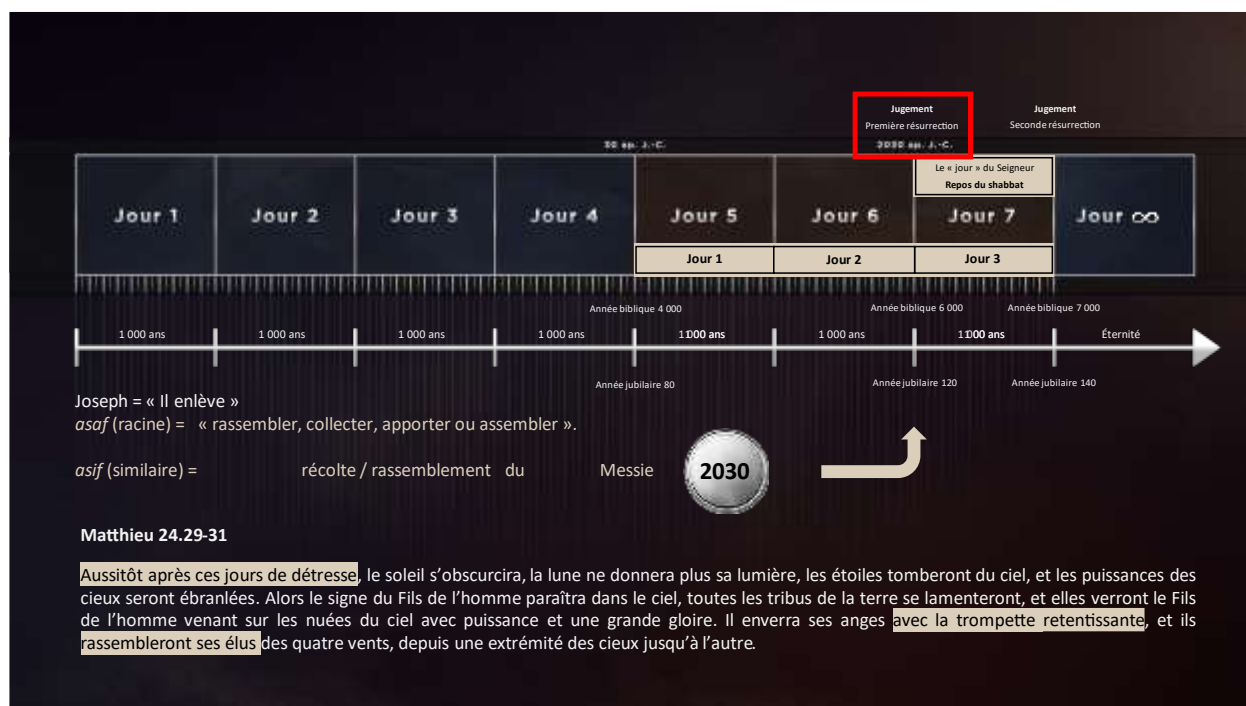 Jugement
Jugement
Première résurrection
Seconde résurrection
30 ap. J.-C.
2030 ap. J.-C.
Le « jour » du Seigneur
Repos du shabbat
Jour 1
Jour 2
Jour 3
Jour 4
Jour 5
Jour 6
Jour 7
Jour ∞
Jour 1
Jour 2
Jour 3
Année biblique 4 000
Année biblique 6 000
Année biblique 7 000
1 000 ans
1 000 ans
1 000 ans
1 000 ans
1 000 ans
1 000 ans
1 000 ans
Éternité
Année jubilaire 80
Année jubilaire 120
Année jubilaire 140
Joseph = « Il enlève »
asaf (racine) = « rassembler, collecter, apporter ou assembler ».
asif (similaire) = récolte / rassemblement du Messie
2030
Matthieu 24.29-31
Aussitôt après ces jours de détresse, le soleil s’obscurcira, la lune ne donnera plus sa lumière, les étoiles tomberont du ciel, et les puissances des
cieux seront ébranlées. Alors le signe du Fils de l’homme paraîtra dans le ciel, toutes les tribus de la terre se lamenteront, et elles verront le Fils
de l’homme venant sur les nuées du ciel avec puissance et une grande gloire. Il enverra ses anges avec la trompette retentissante, et ils
rassembleront ses élus des quatre vents, depuis une extrémité des cieux jusqu’à l’autre.